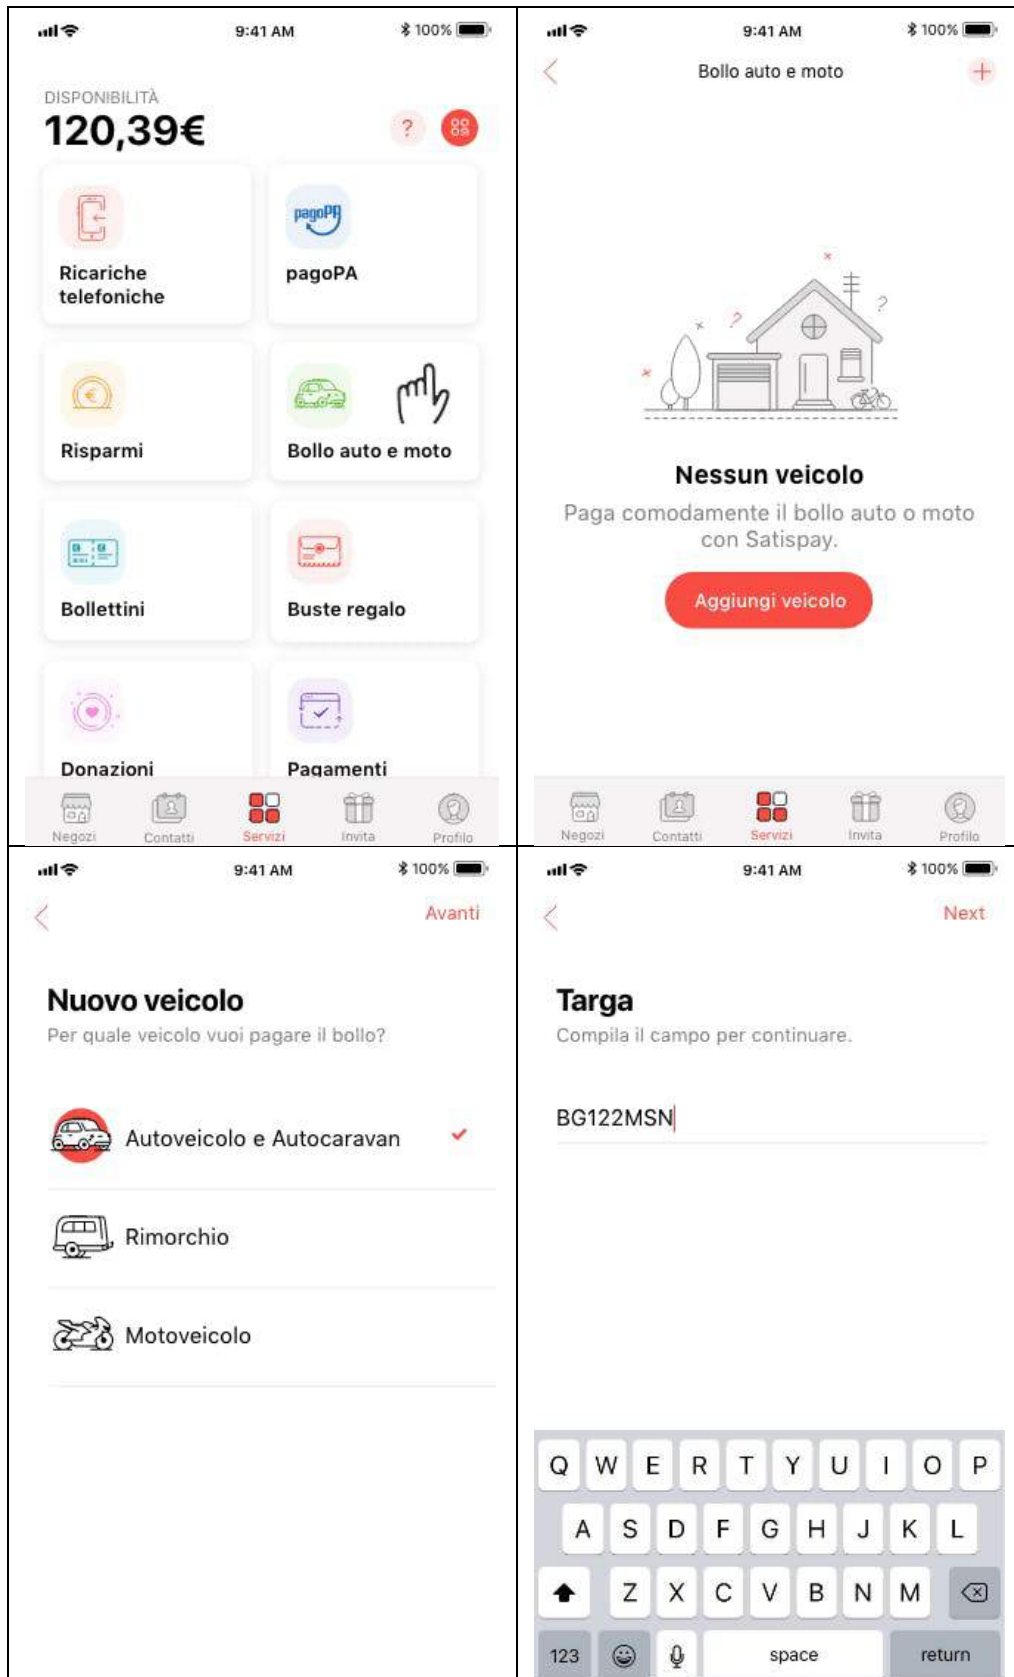 9:41 AM
100%
DISPONIBILITÀ
120,39€
?
Ricariche
telefoniche
pagoPA
pagoPA
Risparmi
Bollo auto e moto
Bollettini
Buste regalo
Donazioni
Pagamenti
Negozi
Contatti
Servizi
Invita
Profilo
9:41 AM
100%
Bollo auto e moto
+
?
?
Nessun veicolo
Paga comodamente il bollo auto o moto
con Satispay.
Aggiungi veicolo
Negozi
Contatti
Servizi
Invita
Profilo
9:41 AM
100%
Avanti
Nuovo veicolo
Per quale veicolo vuoi pagare il bollo?
Autoveicolo e Autocaravan
Rimorchio
Motoveicolo
9:41 AM
100%
Next
Targa
Compila il campo per continuare.
BG122MSN
Q W E R T Y U I O P
A S D F G H J K L
Z X C V B N M
123
space
return